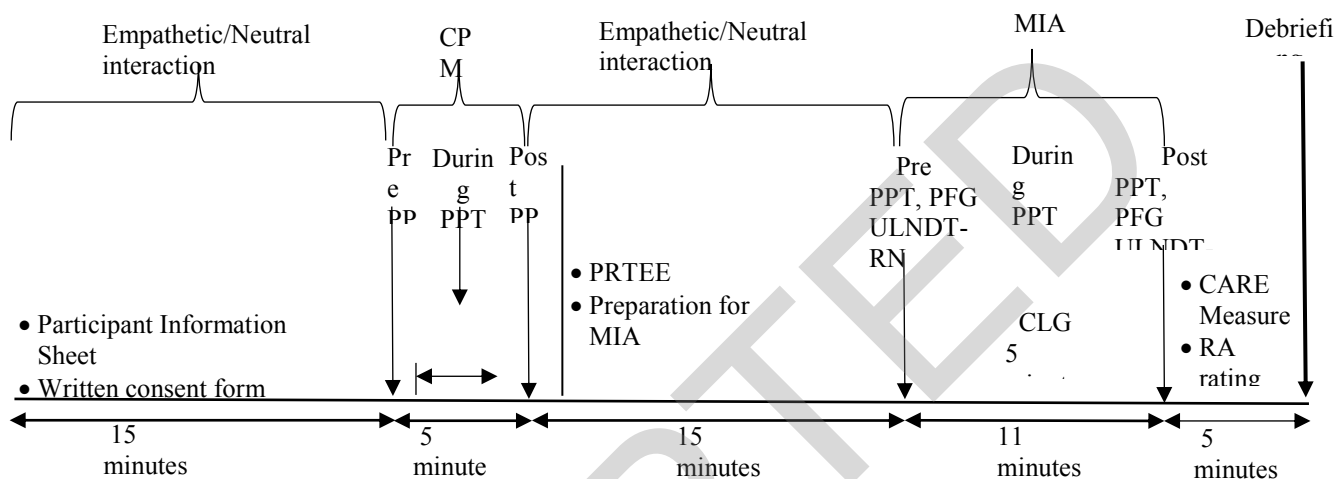 Empathetic/Neutral
interaction
CP
M
Empathetic/Neutral
interaction
MIA
Debriefi
Pr
e
PP
Durin
g
PPT
Pos
t
PP
Pre
PPT, PFG
ULNDT-
RN
Durin
g
PPT
Post
PPT,
PFG
ULNDT-
• Participant Information
Sheet
• Written consent form
• PRTEE
• Preparation for
MIA
CLG
5
• CARE
Measure
• RA
rating
15
minutes
5
minute
15
minutes
11
minutes
5
minutes
PTED